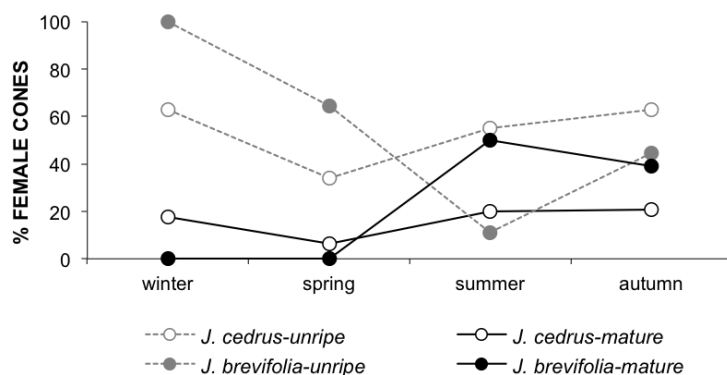 100
80
60
40
20
0
% FEMALE CONES
winter spring summer autumn
J. cedrus-unripe J. cedrus-mature
J. brevifolia-unripe J. brevifolia-mature